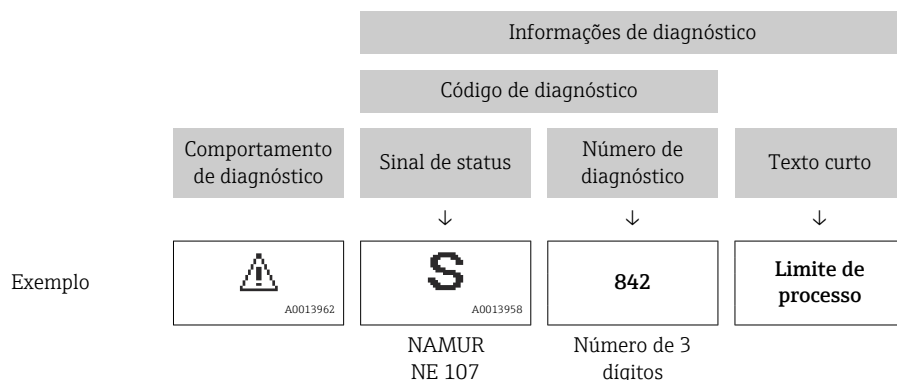 Informações de diagnóstico
Código de diagnóstico
Comportamento
de diagnóstico
Sinal de status
Número de
diagnóstico
Texto curto
↓ ↓ ↓
Exemplo
A0013962
S
A0013958
842
Limite de
processo
NAMUR
NE 107
Número de 3
dígitos